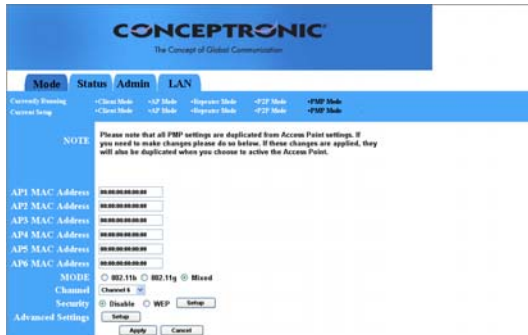 CONCEPTRONIC
The Concept of Global Communication
Mode Status Admin LAN
Currently Running •Client Mode •AP Mode •Repeater Mode •P2P Mode •PMP Mode
Current Setup •Client Mode •AP Mode •Repeater Mode •P2P Mode •PMP Mode
NOTE Please note that all PMP settings are duplicated from Access Point settings. If
you need to make changes please do so below. If these changes are applied, they
will also be duplicated when you choose to active the Access Point.
AP1 MAC Address 00:00:00:00:00:00
AP2 MAC Address 00:00:00:00:00:00
AP3 MAC Address 00:00:00:00:00:00
AP4 MAC Address 00:00:00:00:00:00
AP5 MAC Address 00:00:00:00:00:00
AP6 MAC Address 00:00:00:00:00:00
MODE 802.11b 802.11g Mixed
Channel Channel 6
Security Disable WEP Setup
Advanced Settings Setup
Apply Cancel